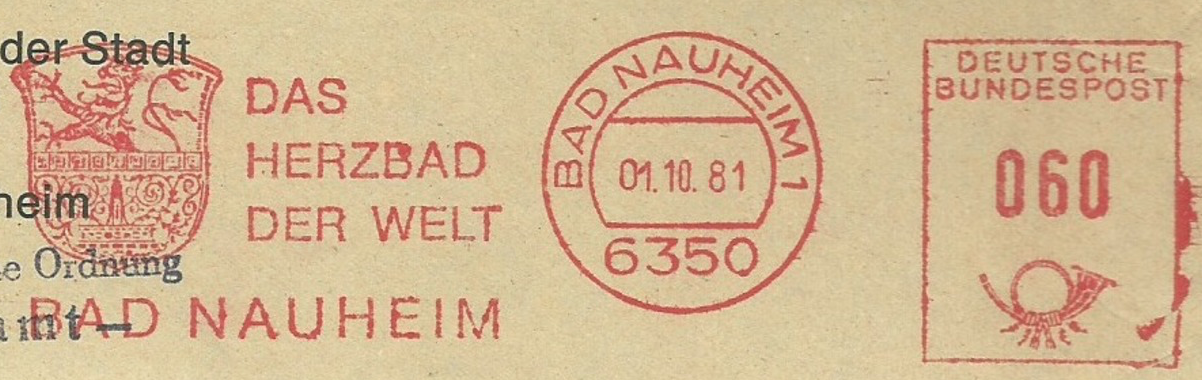 der Stadt
heim
e Ordnung
amt –
DAS
HERZBAD
DER WELT
BAD NAUHEIM
BAD NAUHEIM 1
01.10.81
6350
DEUTSCHE
BUNDESPOST
060